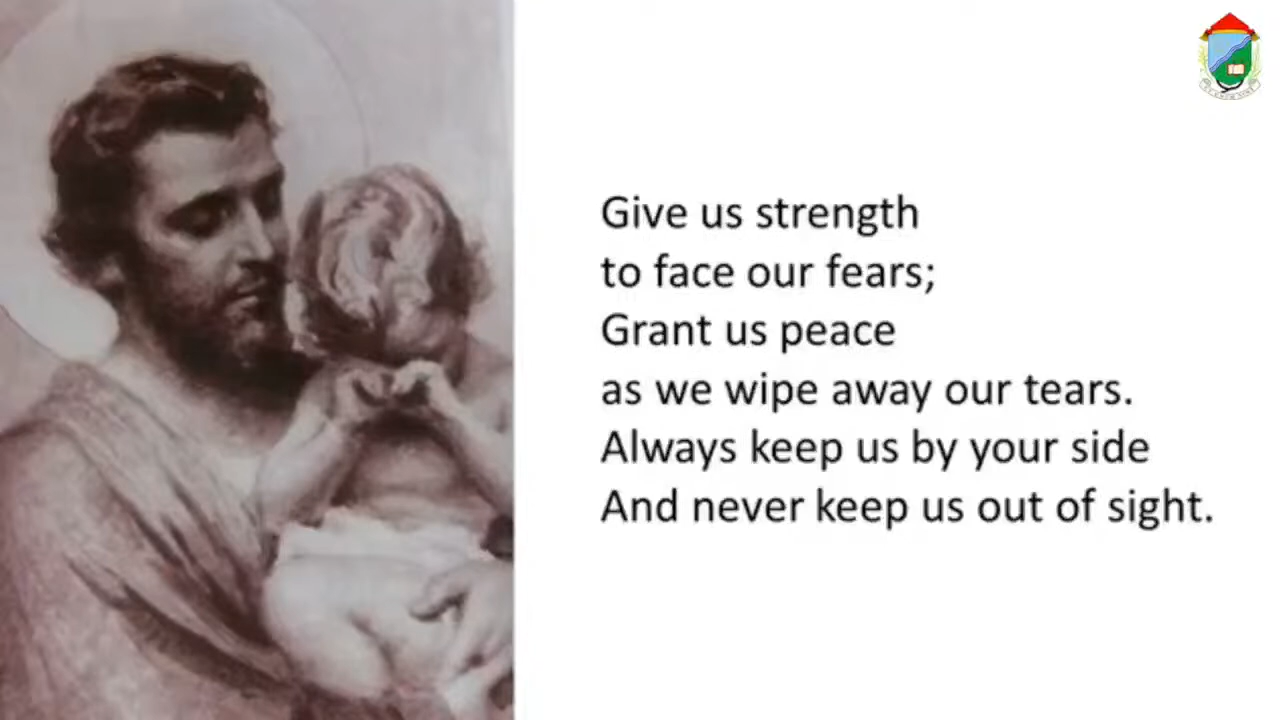 Give us strength
to face our fears;
Grant us peace
as we wipe away our tears.
Always keep us by your side
And never keep us out of sight.